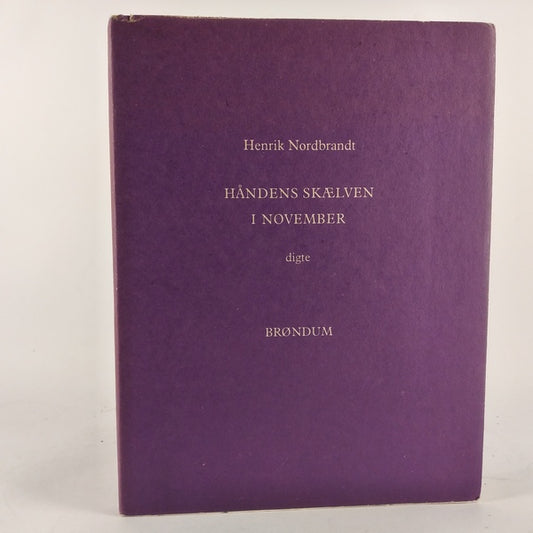 Henrik Nordbrandt
HÅNDENS SKÆLVEN
I NOVEMBER
digte
BRØNDUM